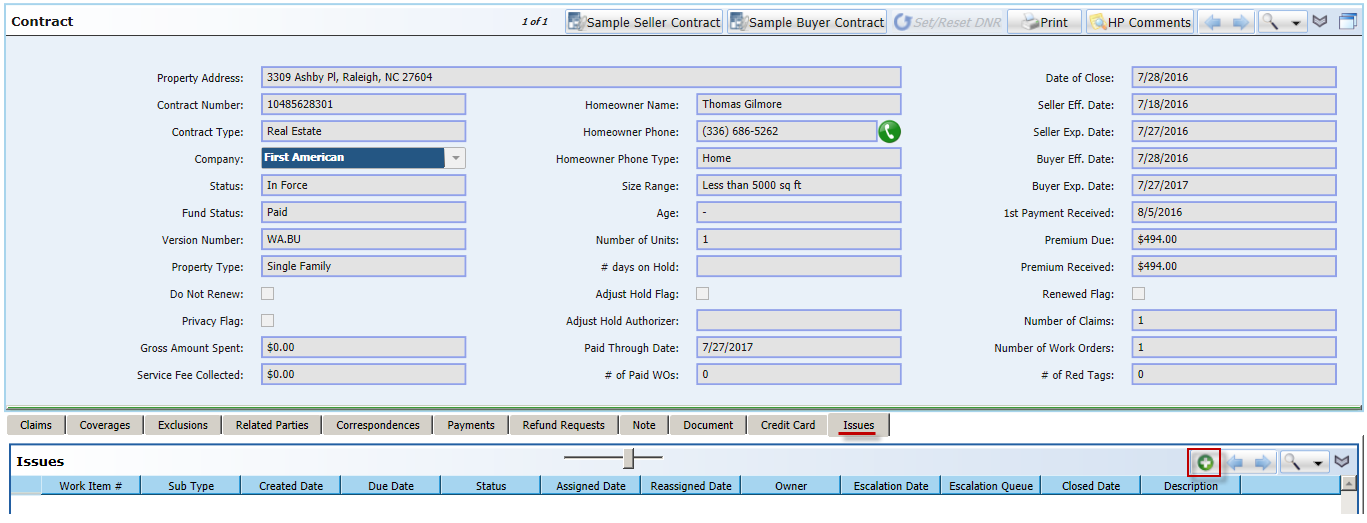 Contract 1 of 1 Sample Seller Contract Sample Buyer Contract Set/Reset DNR Print HP Comments
Property Address: 3309 Ashby Pl, Raleigh, NC 27604 Date of Close: 7/28/2016
Contract Number: 10485628301 Homeowner Name: Thomas Gilmore Seller Eff. Date: 7/18/2016
Contract Type: Real Estate Homeowner Phone: (336) 686-5262 Seller Exp. Date: 7/27/2016
Company: First American Homeowner Phone Type: Home Buyer Eff. Date: 7/28/2016
Status: In Force Size Range: Less than 5000 sq ft Buyer Exp. Date: 7/27/2017
Fund Status: Paid Age: - 1st Payment Received: 8/5/2016
Version Number: WA.BU Number of Units: 1 Premium Due: $494.00
Property Type: Single Family # days on Hold: Premium Received: $494.00
Do Not Renew: Adjust Hold Flag: Renewed Flag:
Privacy Flag: Adjust Hold Authorizer: Number of Claims: 1
Gross Amount Spent: $0.00 Paid Through Date: 7/27/2017 Number of Work Orders: 1
Service Fee Collected: $0.00 # of Paid WOs: 0 # of Red Tags: 0
Claims Coverages Exclusions Related Parties Correspondences Payments Refund Requests Note Document Credit Card Issues
Issues
Work Item # Sub Type Created Date Due Date Status Assigned Date Reassigned Date Owner Escalation Date Escalation Queue Closed Date Description